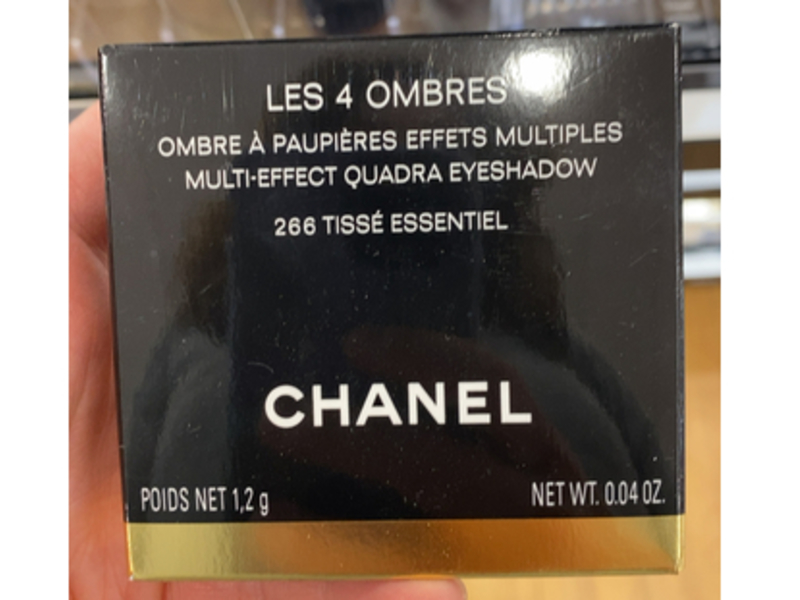 LES 4 OMBRES
OMBRE À PAUPIÈRES EFFETS MULTIPLES
MULTI-EFFECT QUADRA EYESHADOW
266 TISSÉ ESSENTIEL
CHANEL
POIDS NET 1,2 g NET WT. 0.04 OZ.